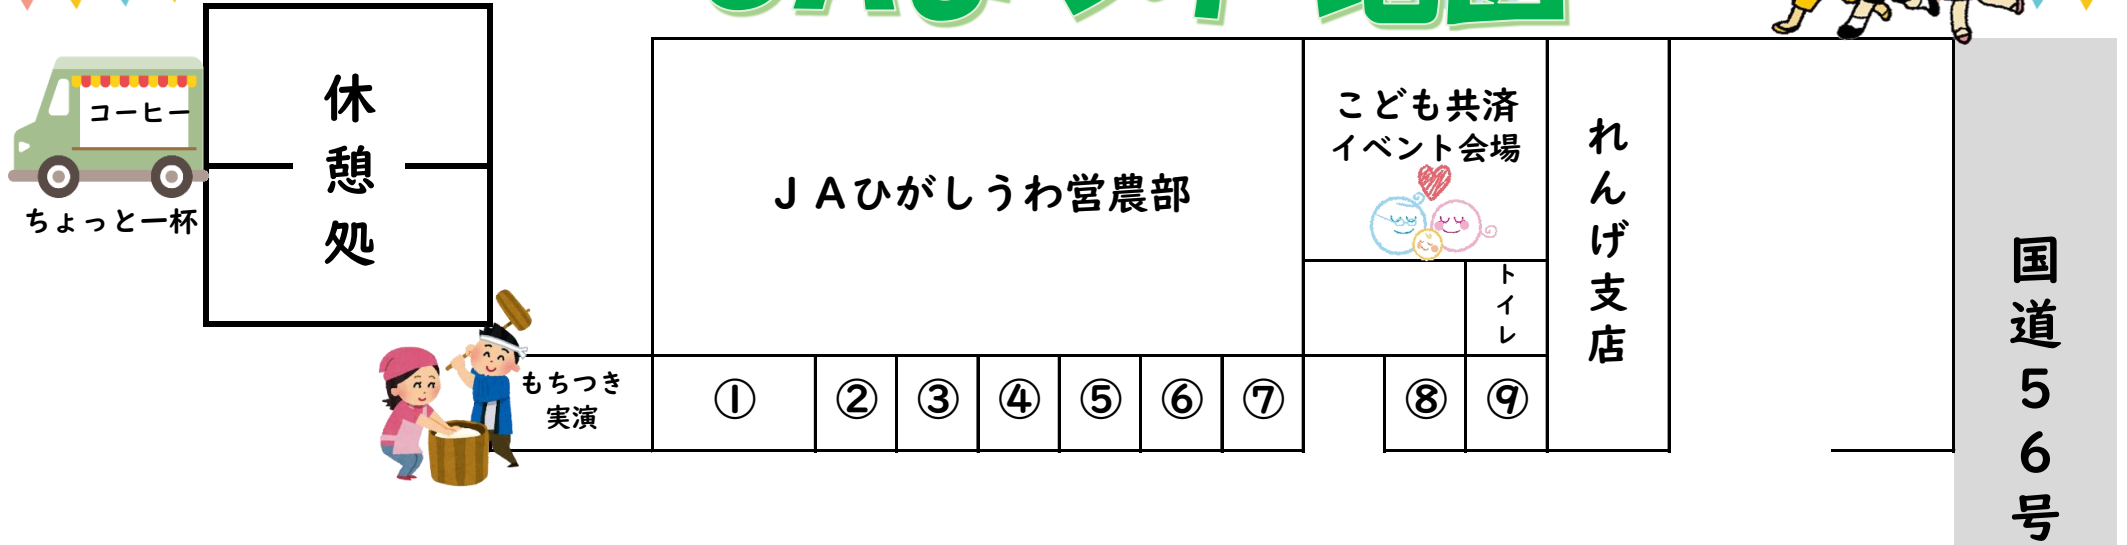 コーヒー
ちょっと一杯
休憩処
もちつき
実演
ＪＡひがしうわ営農部
こども共済
イベント会場
トイレ
れんげ支店
①
②
③
④
⑤
⑥
⑦
⑧
⑨
国道56号